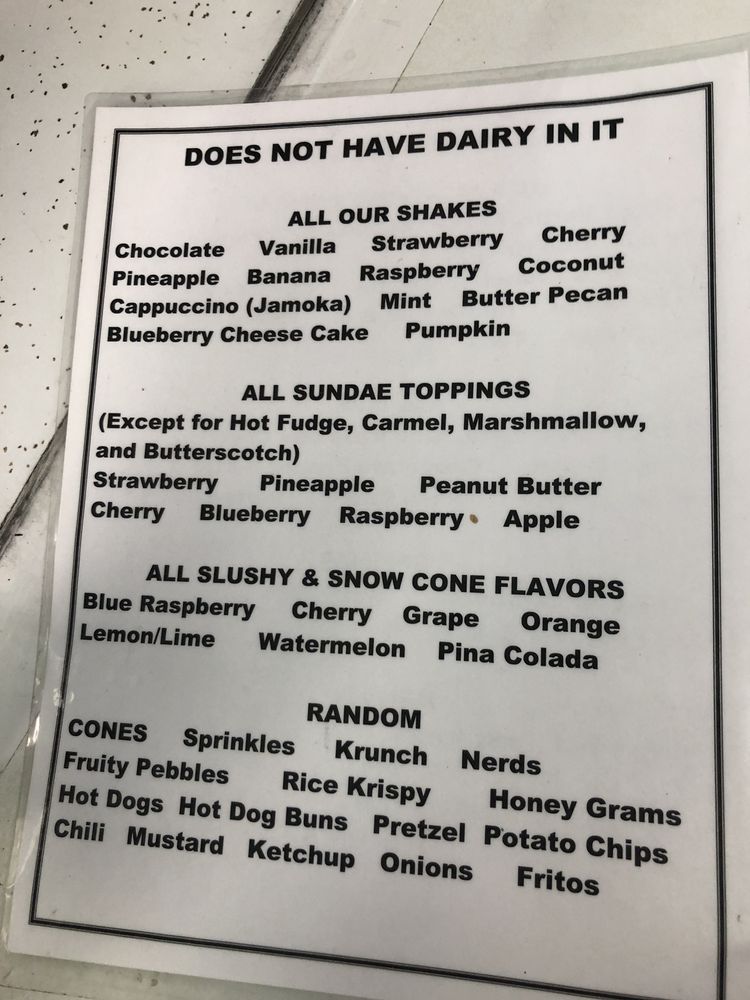 DOES NOT HAVE DAIRY IN IT
ALL OUR SHAKES
Chocolate Vanilla Strawberry Cherry
Pineapple Banana Raspberry Coconut
Cappuccino (Jamoka) Mint Butter Pecan
Blueberry Cheese Cake Pumpkin
ALL SUNDAE TOPPINGS
(Except for Hot Fudge, Carmel, Marshmallow,
and Butterscotch)
Strawberry Pineapple Peanut Butter
Cherry Blueberry Raspberry Apple
ALL SLUSHY & SNOW CONE FLAVORS
Blue Raspberry Cherry Grape Orange
Lemon/Lime Watermelon Pina Colada
RANDOM
CONES Sprinkles Krunch Nerds
Fruity Pebbles Rice Krispy Honey Grams
Hot Dogs Hot Dog Buns Pretzel Potato Chips
Chili Mustard Ketchup Onions Fritos